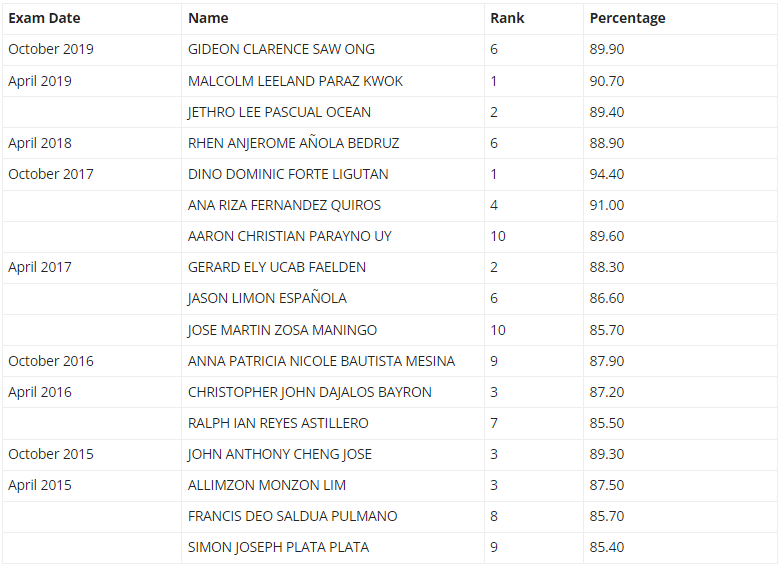 Exam Date Name Rank Percentage
October 2019 GIDEON CLARENCE SAW ONG 6 89.90
April 2019 MALCOLM LEELAND PARAZ KWOK 1 90.70
JETHRO LEE PASCUAL OCEAN 2 89.40
April 2018 RHEN ANJEROME AÑOLA BEDRUZ 6 88.90
October 2017 DINO DOMINIC FORTE LIGUTAN 1 94.40
ANA RIZA FERNANDEZ QUIROS 4 91.00
AARON CHRISTIAN PARAYNO UY 10 89.60
April 2017 GERARD ELY UCAB FAELDEN 2 88.30
JASON LIMON ESPAÑOLA 6 86.60
JOSE MARTIN ZOSA MANINGO 10 85.70
October 2016 ANNA PATRICIA NICOLE BAUTISTA MESINA 9 87.90
April 2016 CHRISTOPHER JOHN DAJALOS BAYRON 3 87.20
RALPH IAN REYES ASTILLERO 7 85.50
October 2015 JOHN ANTHONY CHENG JOSE 3 89.30
April 2015 ALLIMZON MONZON LIM 3 87.50
FRANCIS DEO SALDUA PULMANO 8 85.70
SIMON JOSEPH PLATA PLATA 9 85.40